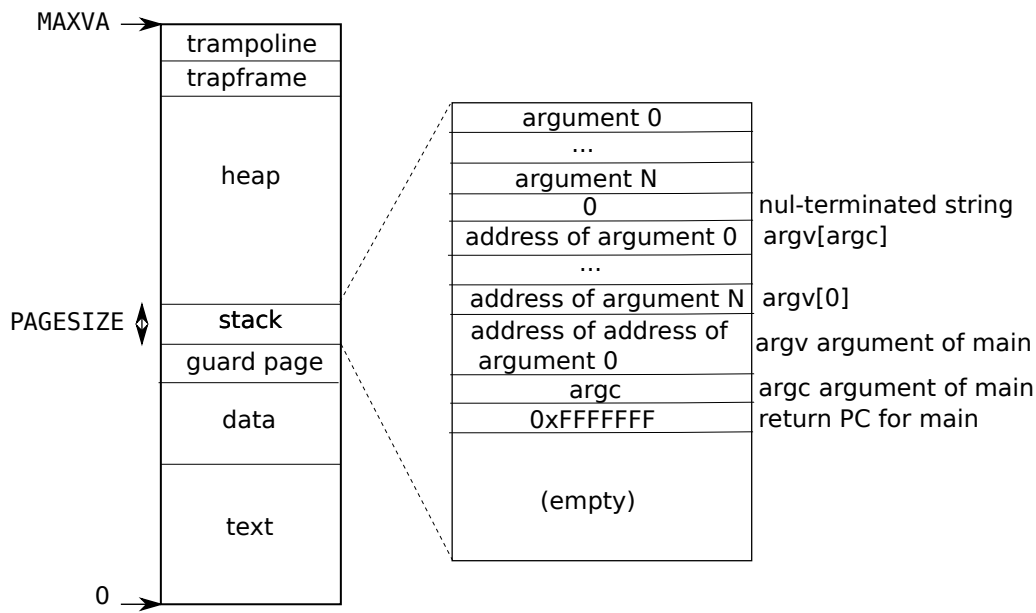 MAXVA
trampoline
trapframe
heap
PAGESIZE
stack
guard page
data
text
0
argument 0
...
argument N
0
nul-terminated string
address of argument 0
argv[argc]
...
address of argument N
argv[0]
address of address of
argument 0
argv argument of main
argc
argc argument of main
0xFFFFFFF
return PC for main
(empty)